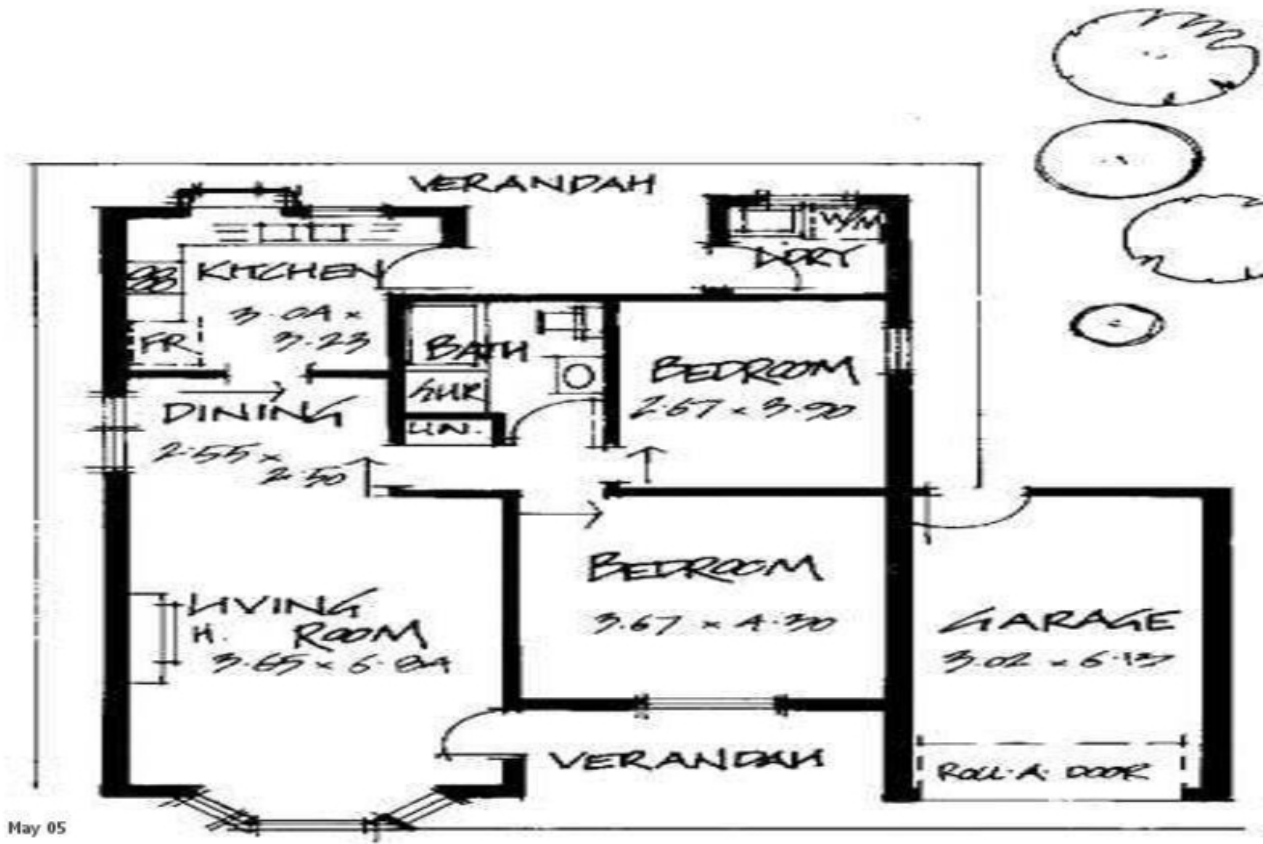 VERANDAH
W/M
L'DRY
KITCHEN
3.04 x
3.23
FR
BATH
SHR
LIN.
BEDROOM
2.67 x 3.90
DINING
2.55 x
2.50
BEDROOM
3.67 x 4.30
LIVING
H. ROOM
3.65 x 6.84
GARAGE
3.02 x 6.13
VERANDAH
ROLL·A·DOOR
May 05